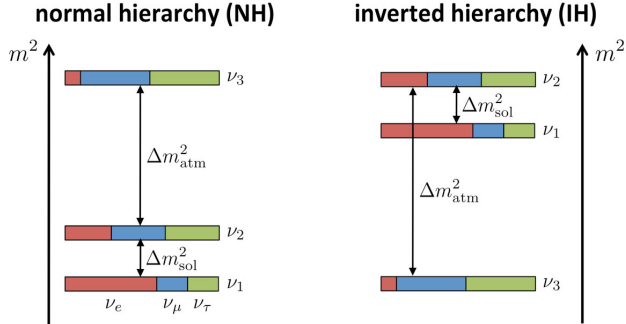 normal hierarchy (NH)
m²
ν₃
Δm²atm
ν₂
Δm²sol
ν₁
νₑ νμ ντ
inverted hierarchy (IH)
m²
ν₂
Δm²sol
ν₁
Δm²atm
ν₃